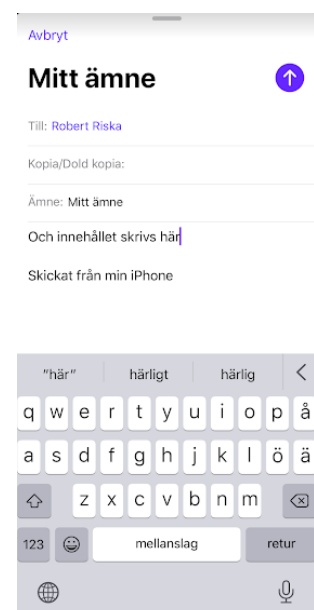 Avbryt
Mitt ämne
Till: Robert Riska
Kopia/Dold kopia:
Ämne: Mitt ämne
Och innehållet skrivs här
Skickat från min iPhone
"här" härligt härlig
q w e r t y u i o p å
a s d f g h j k l ö ä
z x c v b n m
123 mellanslag retur